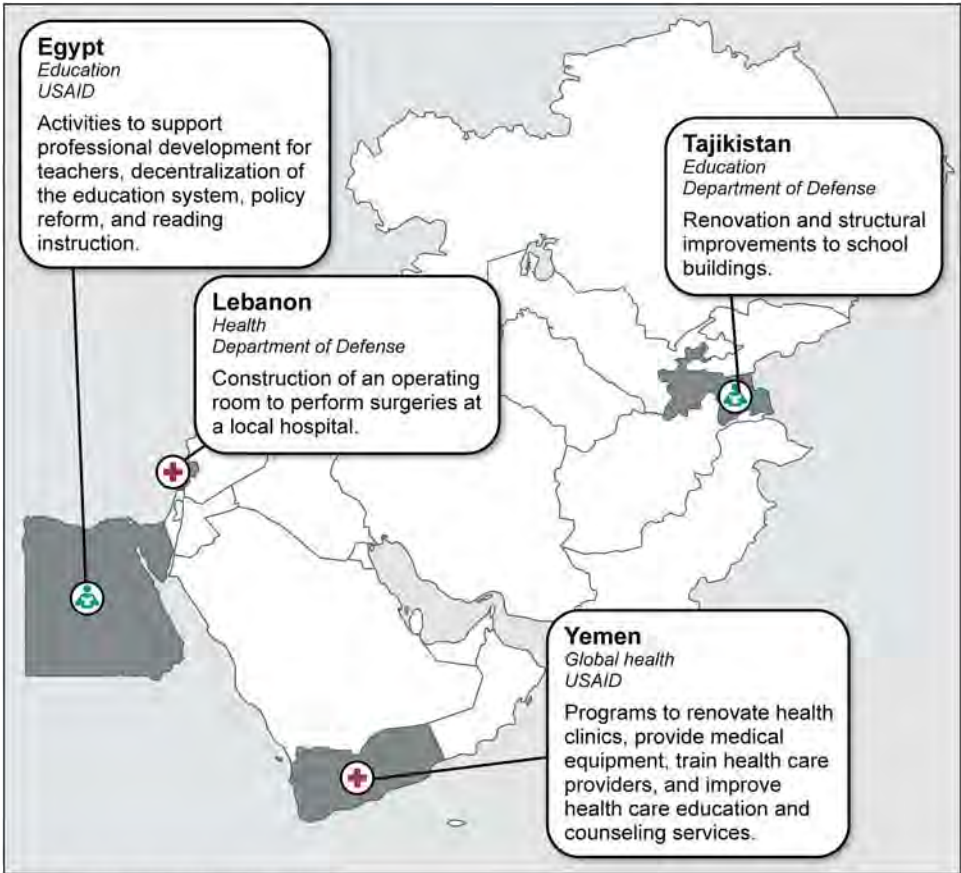 Egypt
Education
USAID
Activities to support
professional development for
teachers, decentralization of
the education system, policy
reform, and reading
instruction.
Tajikistan
Education
Department of Defense
Renovation and structural
improvements to school
buildings.
Lebanon
Health
Department of Defense
Construction of an operating
room to perform surgeries at
a local hospital.
Yemen
Global health
USAID
Programs to renovate health
clinics, provide medical
equipment, train health care
providers, and improve
health care education and
counseling services.